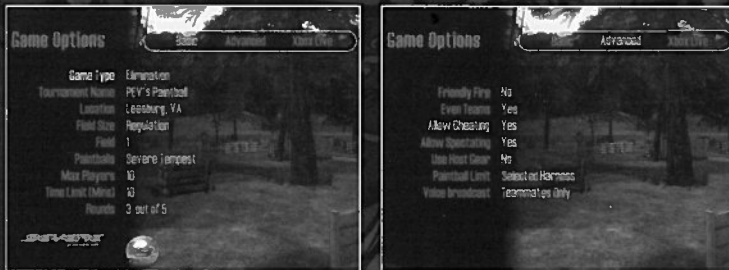 Game Options
Basic Advanced Xbox Live
Game Type Elimination
Tournament Name PEV's Paintball
Location Leesburg, VA
Field Size Regulation
Field 1
Paintballs Severe Tempest
Max Players
Time Limit (Mins) 10
Rounds 3 out of 5
Game Options
Basic Advanced Xbox Live
Friendly Fire No
Even Teams Yes
Allow Cheating Yes
Allow Spectating Yes
Use Host Gear No
Paintball Limit Selected Harness
Voice broadcast Teammates Only